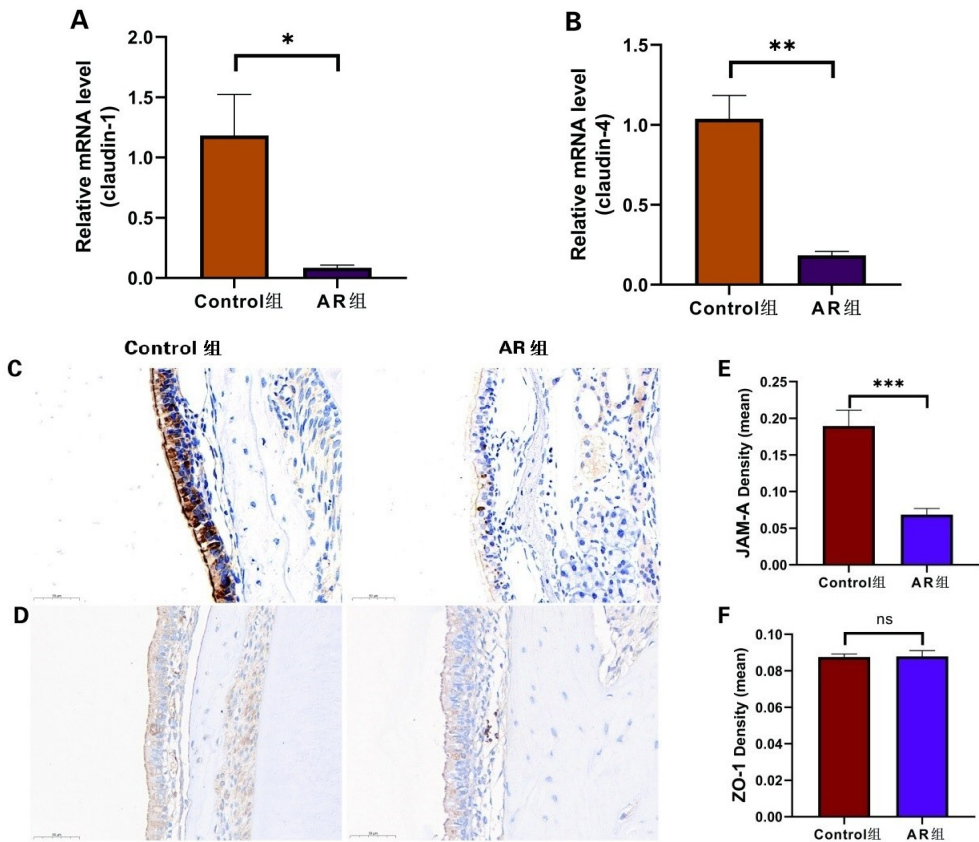 A
Relative mRNA level
(claudin-1)
2.0
1.5
1.0
0.5
0.0
*
Control组
AR组
B
Relative mRNA level
(claudin-4)
1.5
1.0
0.5
0.0
**
Control组
AR组
Control 组
AR 组
C
D
E
JAM-A Density (mean)
0.25
0.20
0.15
0.10
0.05
0.00
***
Control组
AR组
F
ZO-1 Density (mean)
0.10
0.08
0.06
0.04
0.02
0.00
ns
Control组
AR组